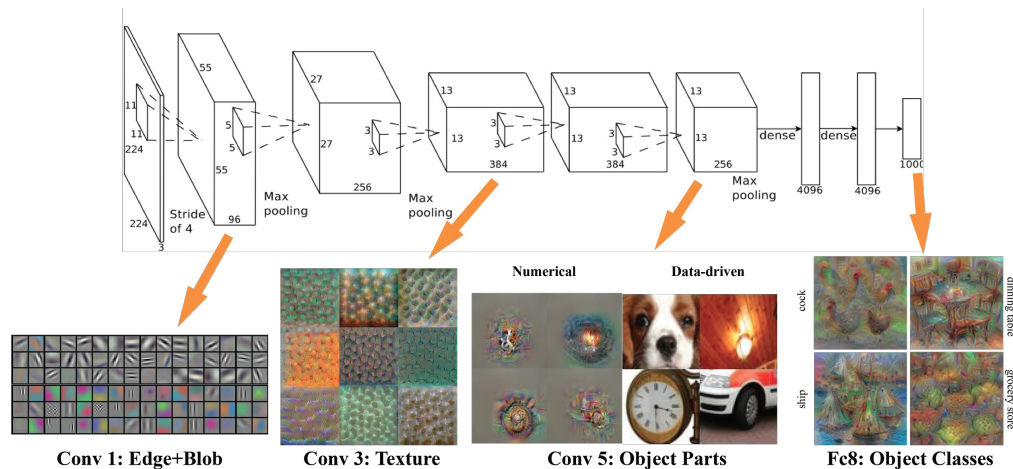 55
27
13
13
13
11
5
3
3
3
11
5
3
3
3
224
55
27
13
13
13
dense
dense
384
384
256
1000
256
Max
pooling
4096
4096
224
Stride
of 4
96
Max
pooling
Max
pooling
3
Numerical
Data-driven
cock
dinning table
ship
grocery store
Conv 1: Edge+Blob
Conv 3: Texture
Conv 5: Object Parts
Fc8: Object Classes